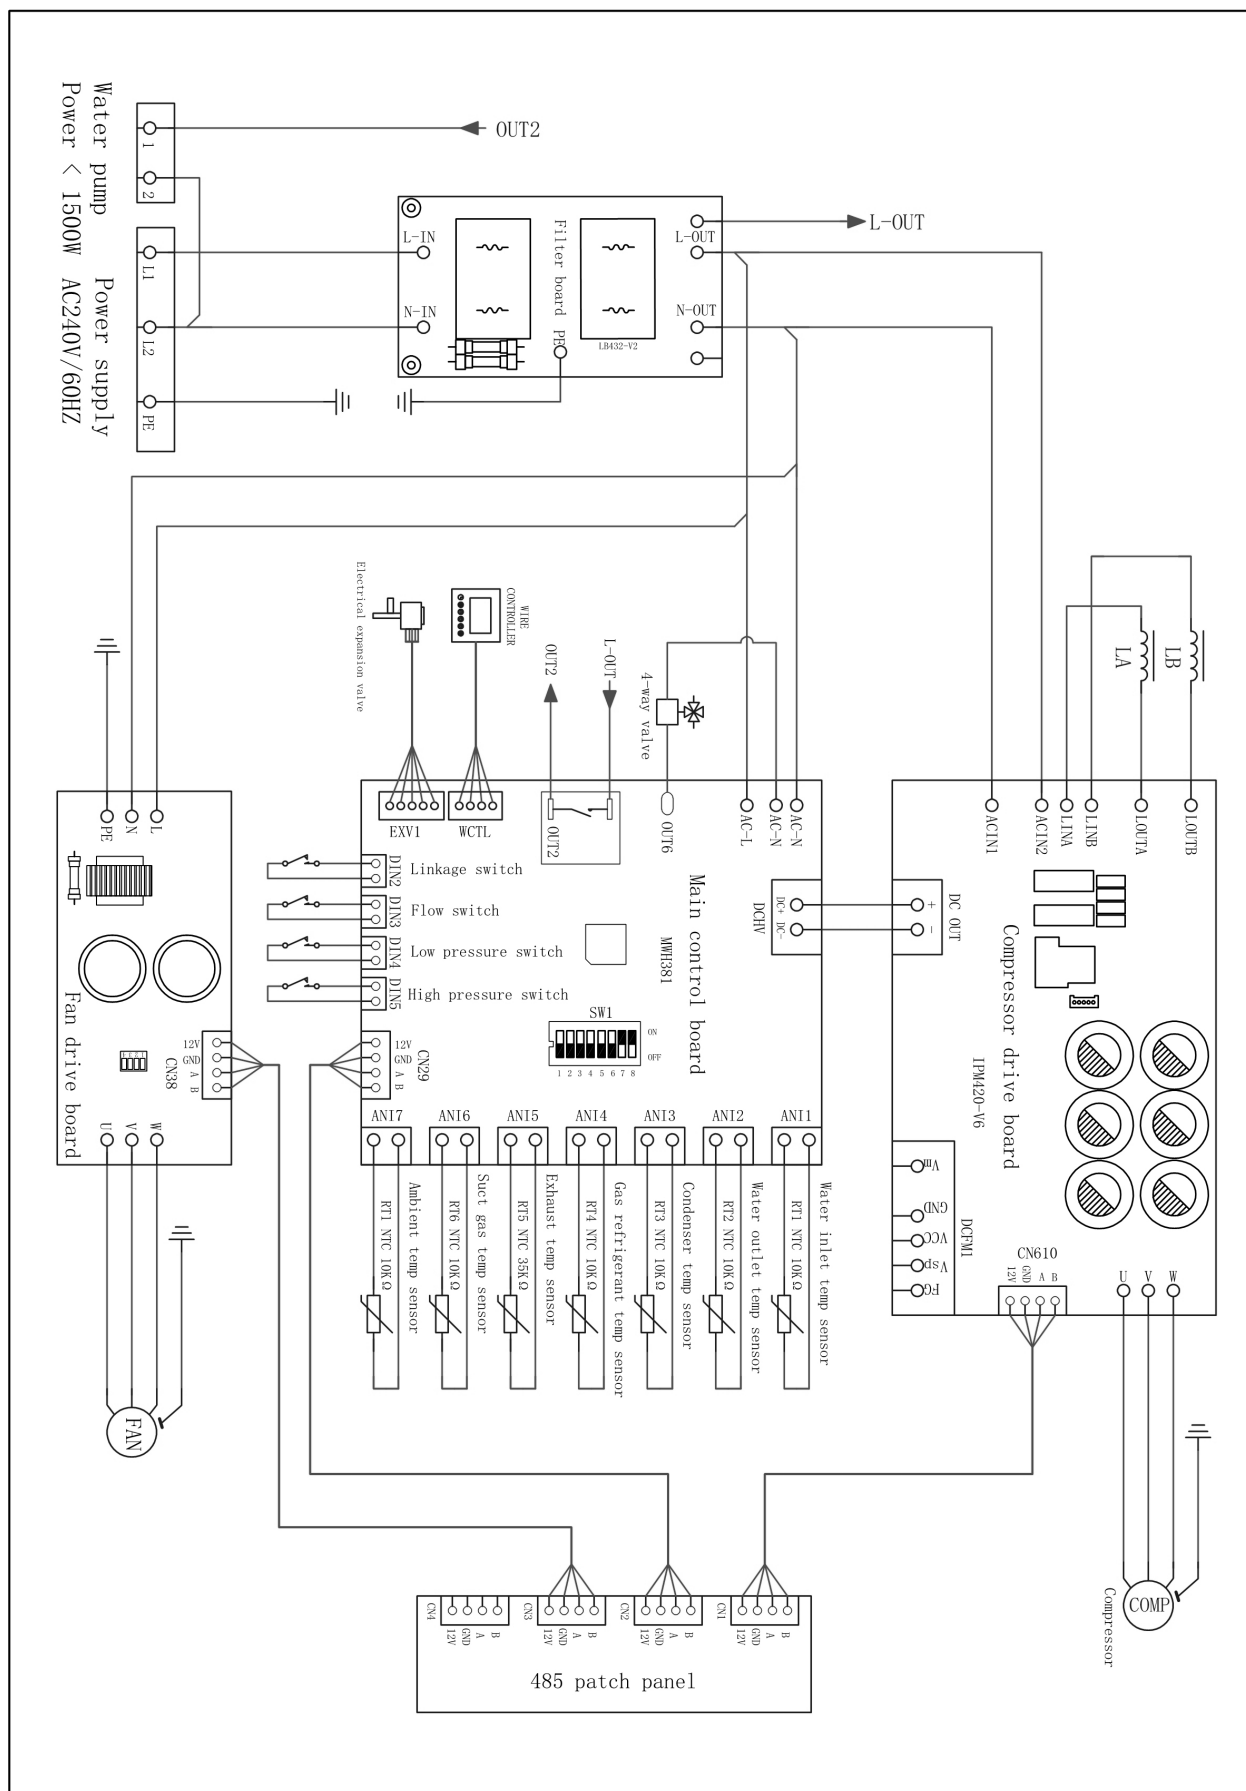 Water pump
Power < 1500W
Power supply
AC240V/60HZ
1
2
L1
L2
PE
OUT2
L-IN
N-IN
Filter board
PE
LB432-V2
L-OUT
N-OUT
L-OUT
Electrical expansion valve
WIRE
CONTROLLER
OUT2
L-OUT
4-way valve
LA
LB
PE
N
L
EXV1
WCTL
OUT2
OUT6
AC-L
AC-N
AC-N
ACIN1
ACIN2
LINA
LINB
LOUTA
LOUTB
DIN2
Linkage switch
DIN3
Flow switch
DIN4
Low pressure switch
DIN5
High pressure switch
Main control board
MWH381
DCHV
DC+
DC-
DC OUT
+
-
Compressor drive board
IPM420-V6
SW1
ON
OFF
1 2 3 4 5 6 7 8
Fan drive board
CN38
12V
GND
A
B
CN29
12V
GND
A
B
U
V
W
ANI7
ANI6
ANI5
ANI4
ANI3
ANI2
ANI1
RT1 NTC 10KΩ
Ambient temp sensor
RT6 NTC 10KΩ
Suct gas temp sensor
RT5 NTC 35KΩ
Exhaust temp sensor
RT4 NTC 10KΩ
Gas refrigerant temp sensor
RT3 NTC 10KΩ
Condenser temp sensor
RT2 NTC 10KΩ
Water outlet temp sensor
RT1 NTC 10KΩ
Water inlet temp sensor
DCFM1
Vm
GND
VCC
Vsp
FG
CN610
12V
GND
A
B
U
V
W
FAN
COMP
Compressor
CN4
12V
GND
A
B
CN3
12V
GND
A
B
CN2
12V
GND
A
B
CN1
12V
GND
A
B
485 patch panel